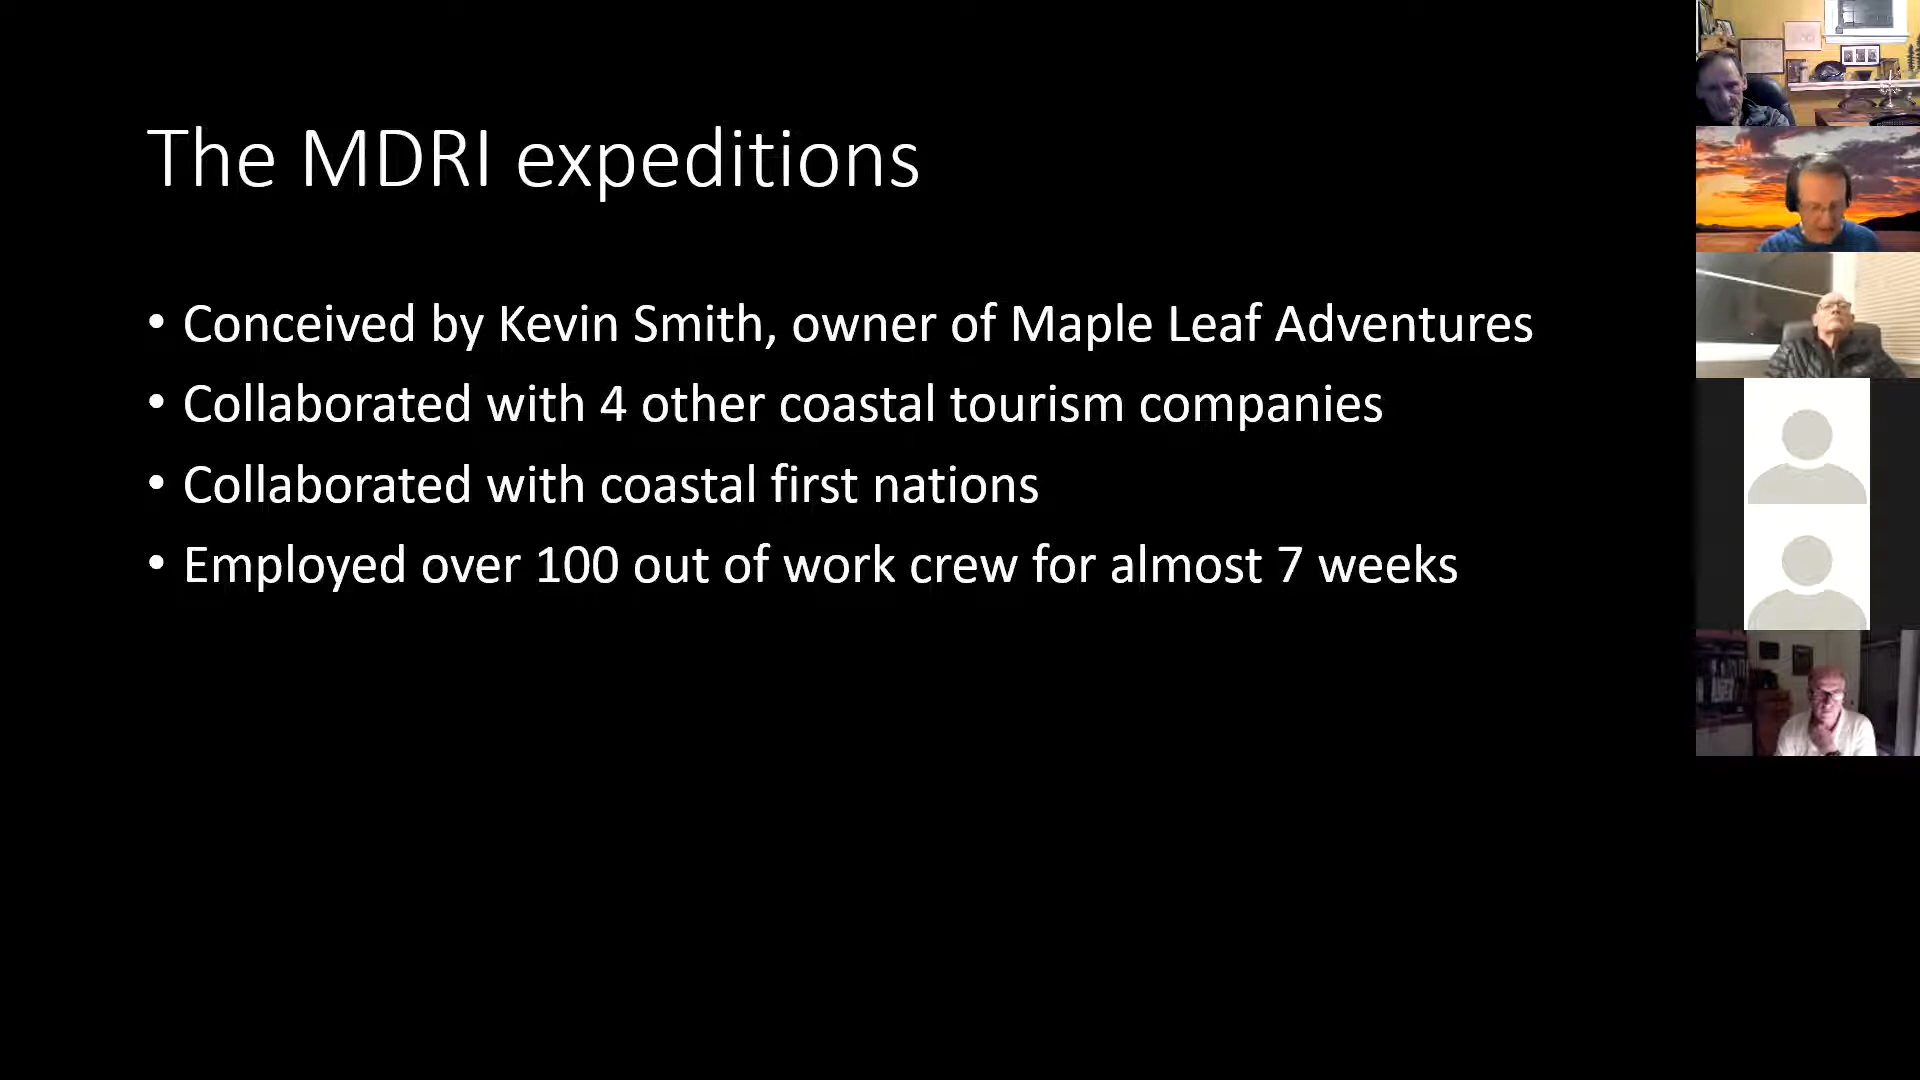 The MDRI expeditions
• Conceived by Kevin Smith, owner of Maple Leaf Adventures
• Collaborated with 4 other coastal tourism companies
• Collaborated with coastal first nations
• Employed over 100 out of work crew for almost 7 weeks